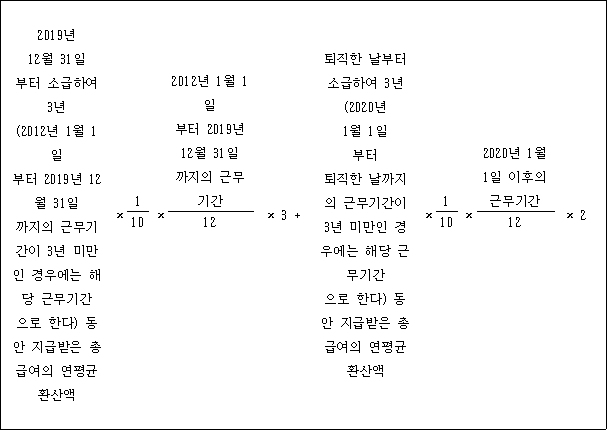 2019년
12월 31일
부터 소급하여
3년
(2012년 1월 1
일
부터 2019년 12
월 31일
까지의 근무기
간이 3년 미만
인 경우에는 해
당 근무기간
으로 한다) 동
안 지급받은 총
급여의 연평균
환산액
×
1
10
×
2012년 1월 1
일
부터 2019년
12월 31일
까지의 근무
기간
12
× 3 +
퇴직한 날부터
소급하여 3년
(2020년
1월 1일
부터
퇴직한 날까지
의 근무기간이
3년 미만인 경
우에는 해당 근
무기간
으로 한다) 동
안 지급받은 총
급여의 연평균
환산액
×
1
10
×
2020년 1월
1일 이후의
근무기간
12
× 2